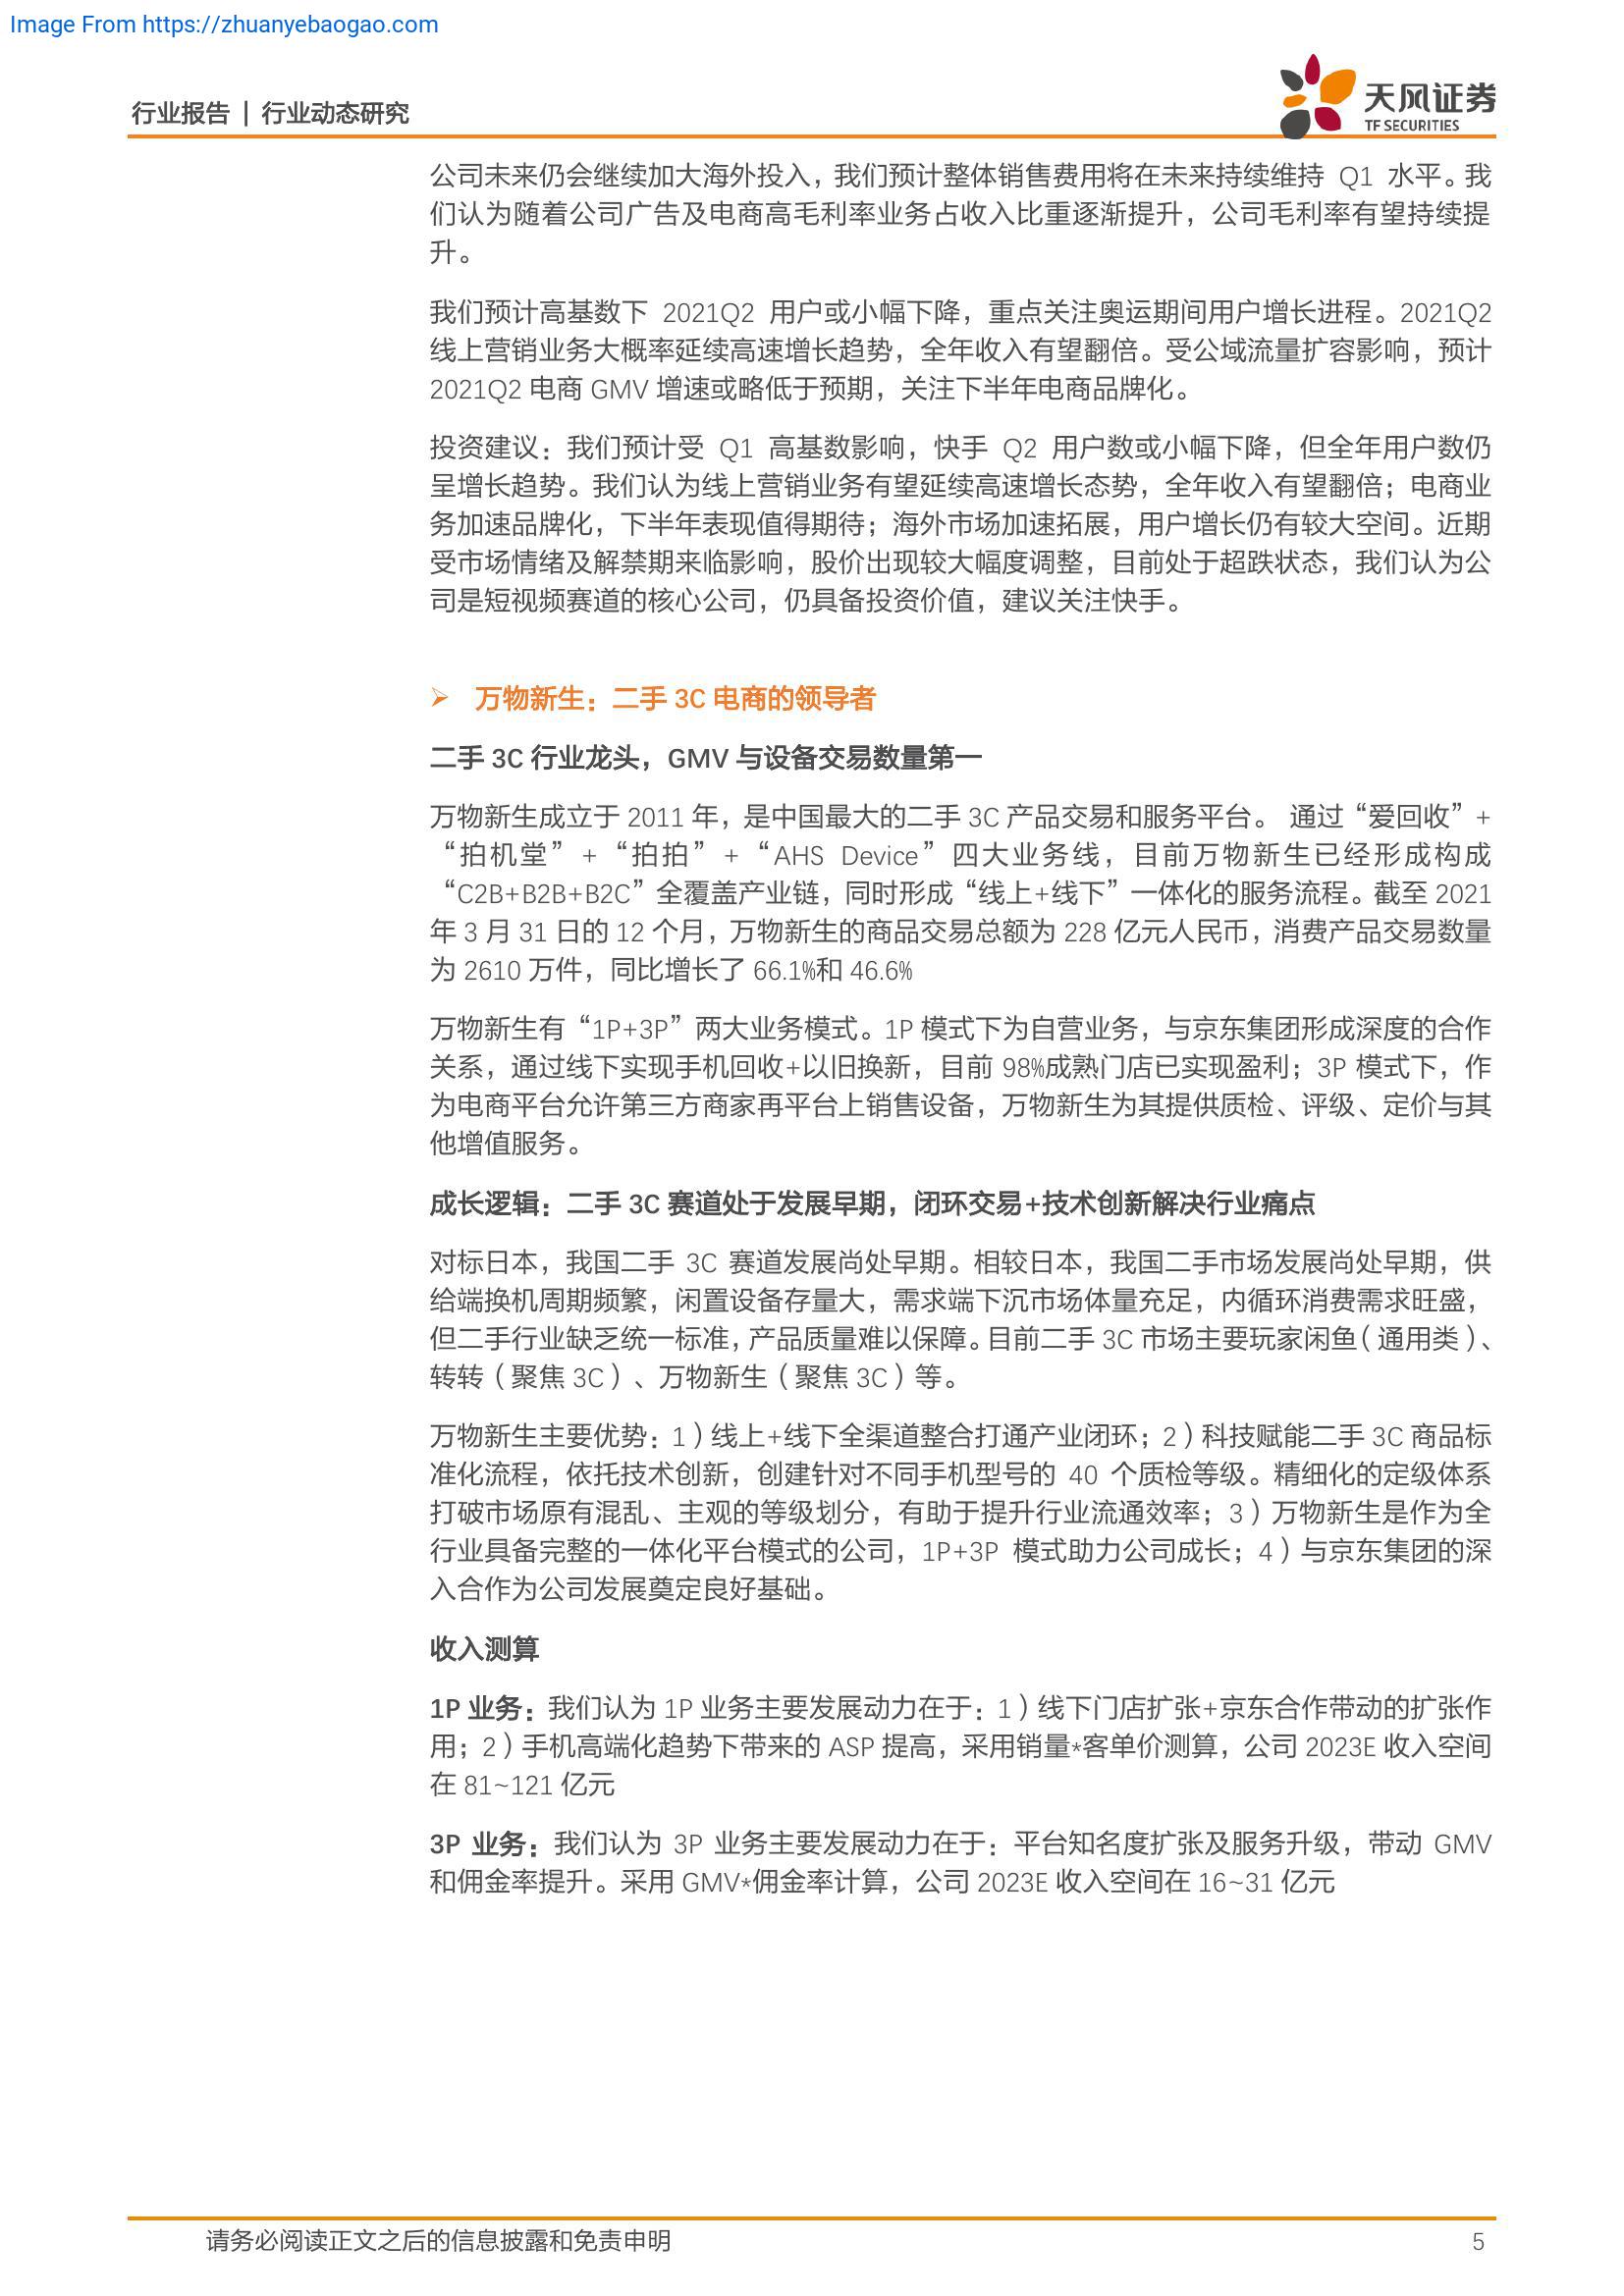 Image From https://zhuanyebaogao.com
行业报告 | 行业动态研究
天风证券
TF SECURITIES
公司未来仍会继续加大海外投入，我们预计整体销售费用将在未来持续维持 Q1 水平。我
们认为随着公司广告及电商高毛利率业务占收入比重逐渐提升，公司毛利率有望持续提
升。
我们预计高基数下 2021Q2 用户或小幅下降，重点关注奥运期间用户增长进程。2021Q2
线上营销业务大概率延续高速增长趋势，全年收入有望翻倍。受公域流量扩容影响，预计
2021Q2 电商 GMV 增速或略低于预期，关注下半年电商品牌化。
投资建议：我们预计受 Q1 高基数影响，快手 Q2 用户数或小幅下降，但全年用户数仍
呈增长趋势。我们认为线上营销业务有望延续高速增长态势，全年收入有望翻倍；电商业
务加速品牌化，下半年表现值得期待；海外市场加速拓展，用户增长仍有较大空间。近期
受市场情绪及解禁期来临影响，股价出现较大幅度调整，目前处于超跌状态，我们认为公
司是短视频赛道的核心公司，仍具备投资价值，建议关注快手。
➢ 万物新生：二手 3C 电商的领导者
二手 3C 行业龙头，GMV 与设备交易数量第一
万物新生成立于 2011 年，是中国最大的二手 3C 产品交易和服务平台。 通过“爱回收”+
“拍机堂”+“拍拍”+“AHS Device”四大业务线，目前万物新生已经形成构成
“C2B+B2B+B2C”全覆盖产业链，同时形成“线上+线下”一体化的服务流程。截至 2021
年 3 月 31 日的 12 个月，万物新生的商品交易总额为 228 亿元人民币，消费产品交易数量
为 2610 万件，同比增长了 66.1%和 46.6%
万物新生有“1P+3P”两大业务模式。1P 模式下为自营业务，与京东集团形成深度的合作
关系，通过线下实现手机回收+以旧换新，目前 98%成熟门店已实现盈利；3P 模式下，作
为电商平台允许第三方商家再平台上销售设备，万物新生为其提供质检、评级、定价与其
他增值服务。
成长逻辑：二手 3C 赛道处于发展早期，闭环交易+技术创新解决行业痛点
对标日本，我国二手 3C 赛道发展尚处早期。相较日本，我国二手市场发展尚处早期，供
给端换机周期频繁，闲置设备存量大，需求端下沉市场体量充足，内循环消费需求旺盛，
但二手行业缺乏统一标准，产品质量难以保障。目前二手 3C 市场主要玩家闲鱼（通用类）、
转转（聚焦 3C）、万物新生（聚焦 3C）等。
万物新生主要优势：1）线上+线下全渠道整合打通产业闭环；2）科技赋能二手 3C 商品标
准化流程，依托技术创新，创建针对不同手机型号的 40 个质检等级。精细化的定级体系
打破市场原有混乱、主观的等级划分，有助于提升行业流通效率；3）万物新生是作为全
行业具备完整的一体化平台模式的公司，1P+3P 模式助力公司成长；4）与京东集团的深
入合作为公司发展奠定良好基础。
收入测算
1P 业务：我们认为 1P 业务主要发展动力在于：1）线下门店扩张+京东合作带动的扩张作
用；2）手机高端化趋势下带来的 ASP 提高，采用销量*客单价测算，公司 2023E 收入空间
在 81~121 亿元
3P 业务：我们认为 3P 业务主要发展动力在于：平台知名度扩张及服务升级，带动 GMV
和佣金率提升。采用 GMV*佣金率计算，公司 2023E 收入空间在 16~31 亿元
请务必阅读正文之后的信息披露和免责申明
5